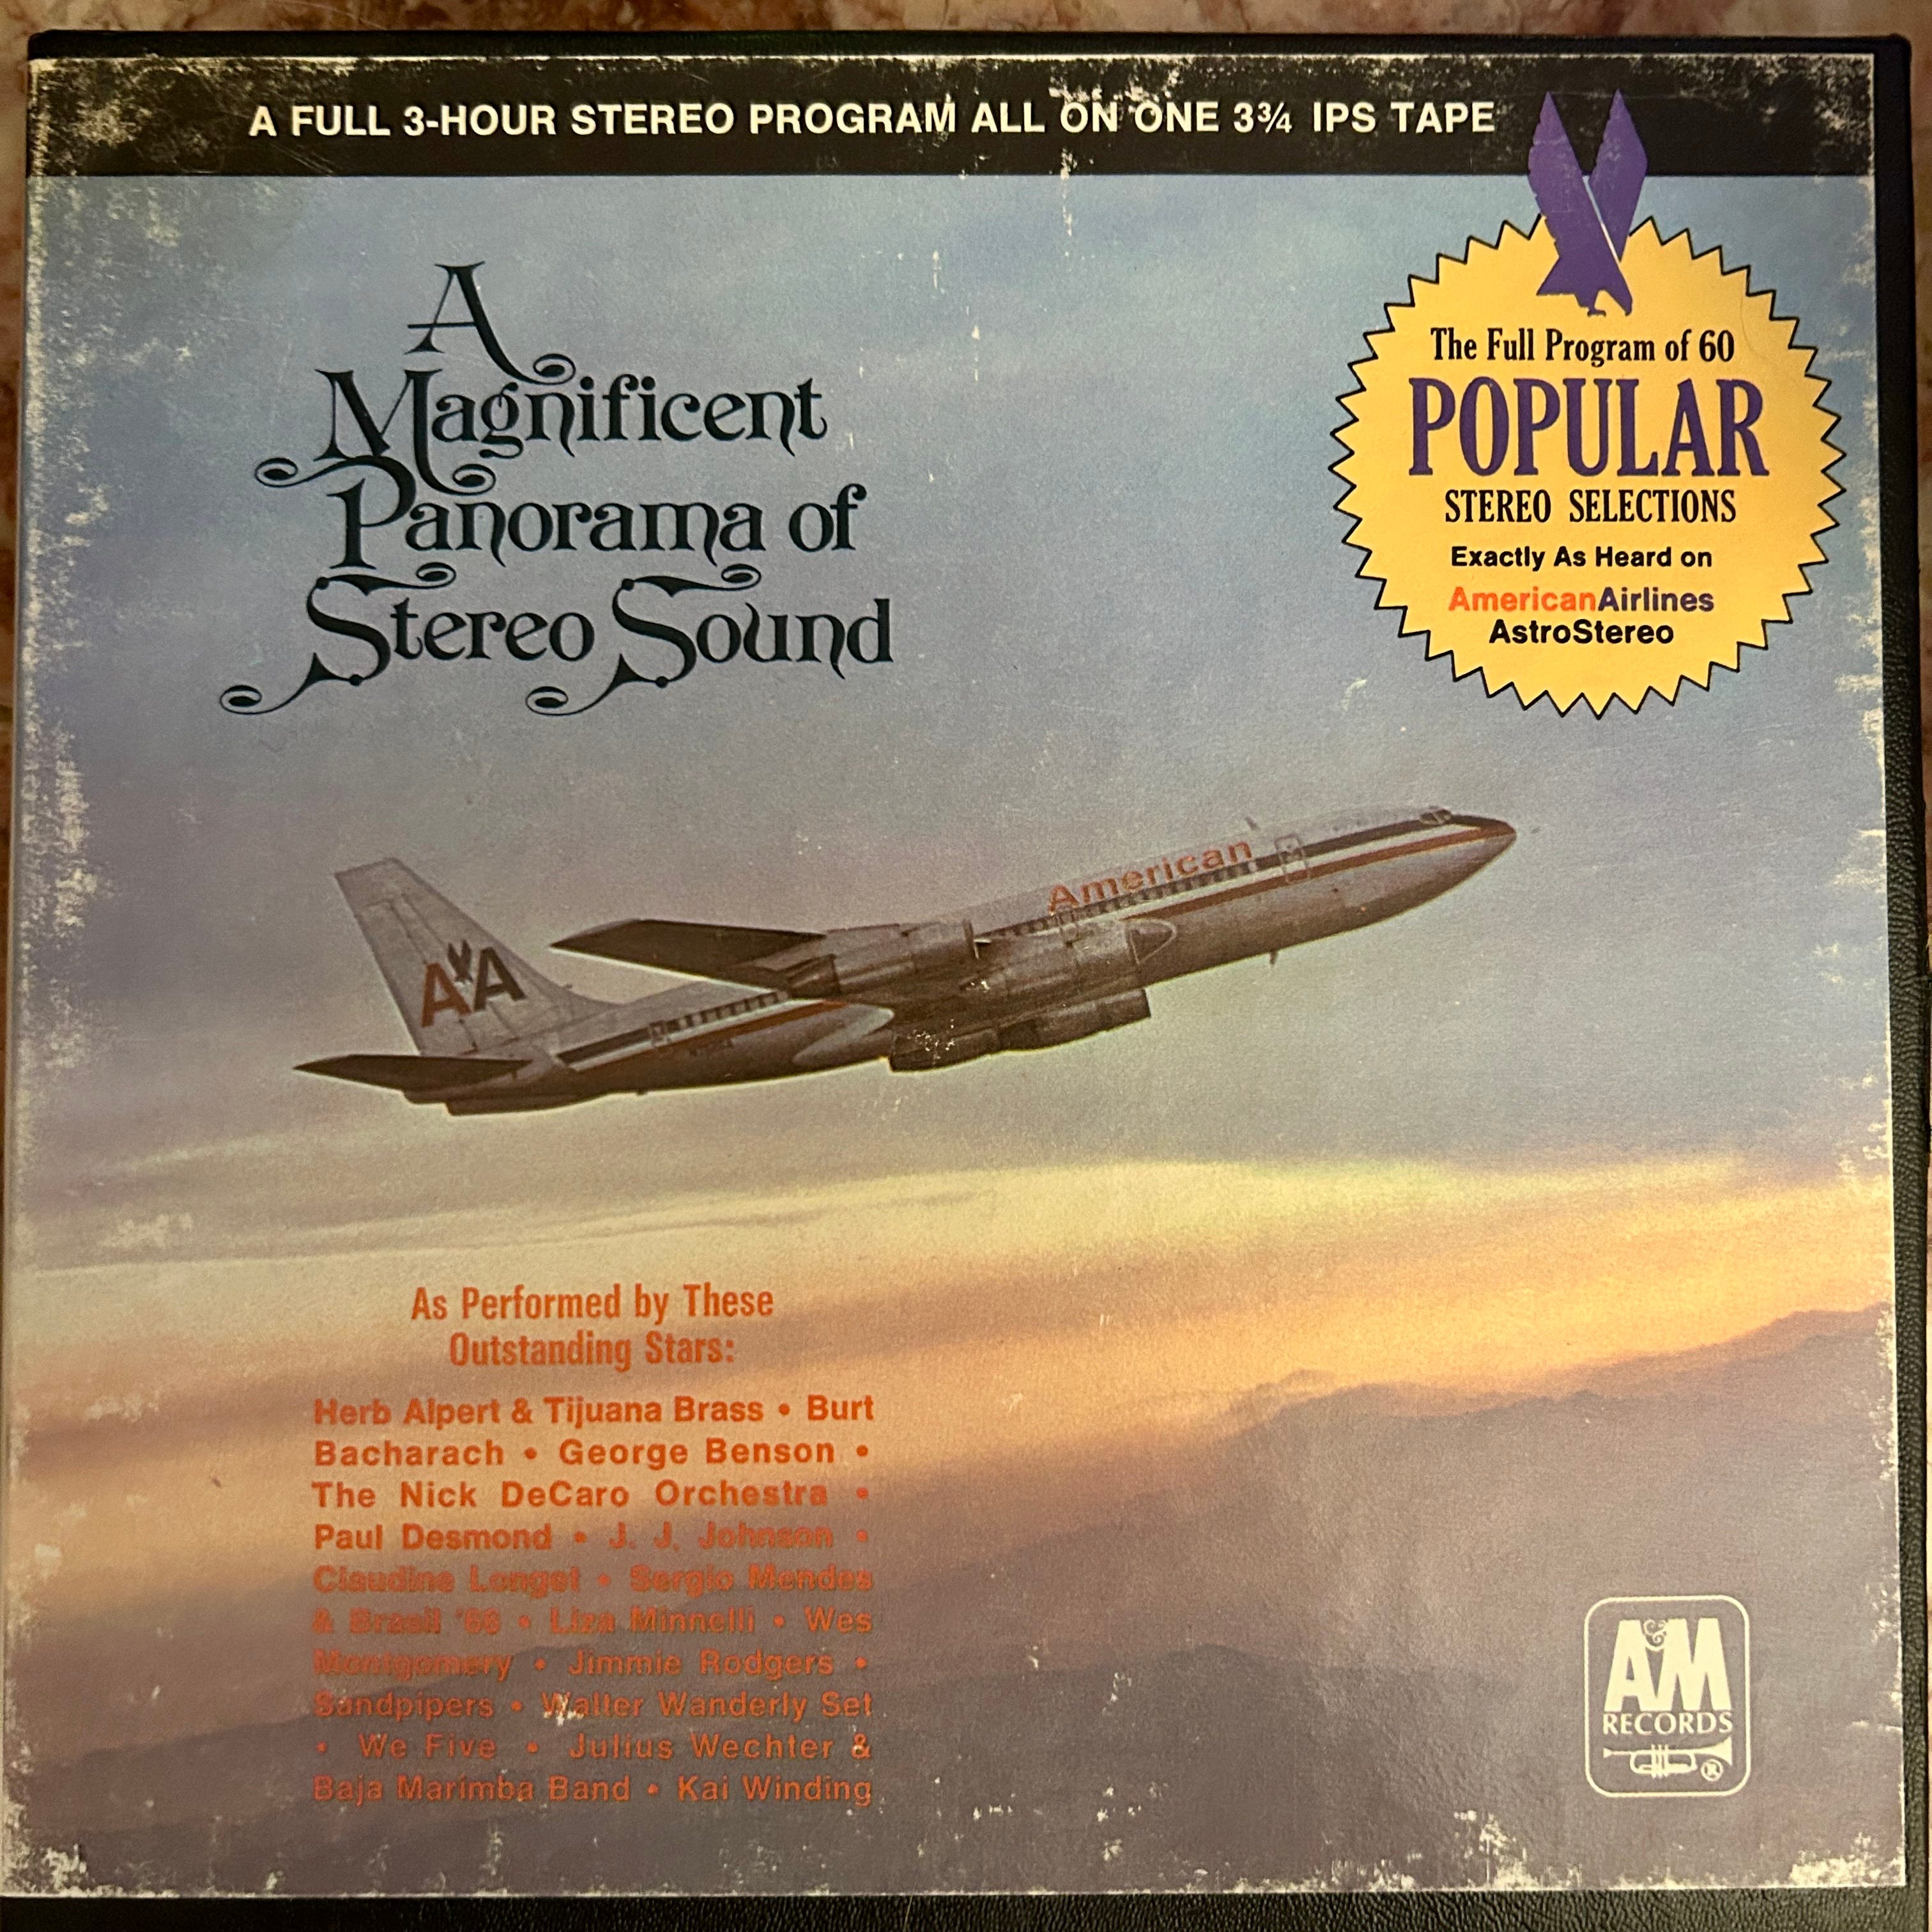 A FULL 3-HOUR STEREO PROGRAM ALL ON ONE 3¾ IPS TAPE
A
Magnificent
Panorama of
Stereo Sound
The Full Program of 60
POPULAR
STEREO SELECTIONS
Exactly As Heard on
AmericanAirlines
AstroStereo
American
AA
As Performed by These
Outstanding Stars:
Herb Alpert & Tijuana Brass • Burt
Bacharach • George Benson •
The Nick DeCaro Orchestra •
Paul Desmond • J. J. Johnson •
Claudine Longet • Sergio Mendes
& Brasil '66 • Liza Minnelli • Wes
Montgomery • Jimmie Rodgers •
Sandpipers • Walter Wanderly Set
• We Five • Julius Wechter &
Baja Marimba Band • Kai Winding
A&M
RECORDS
®